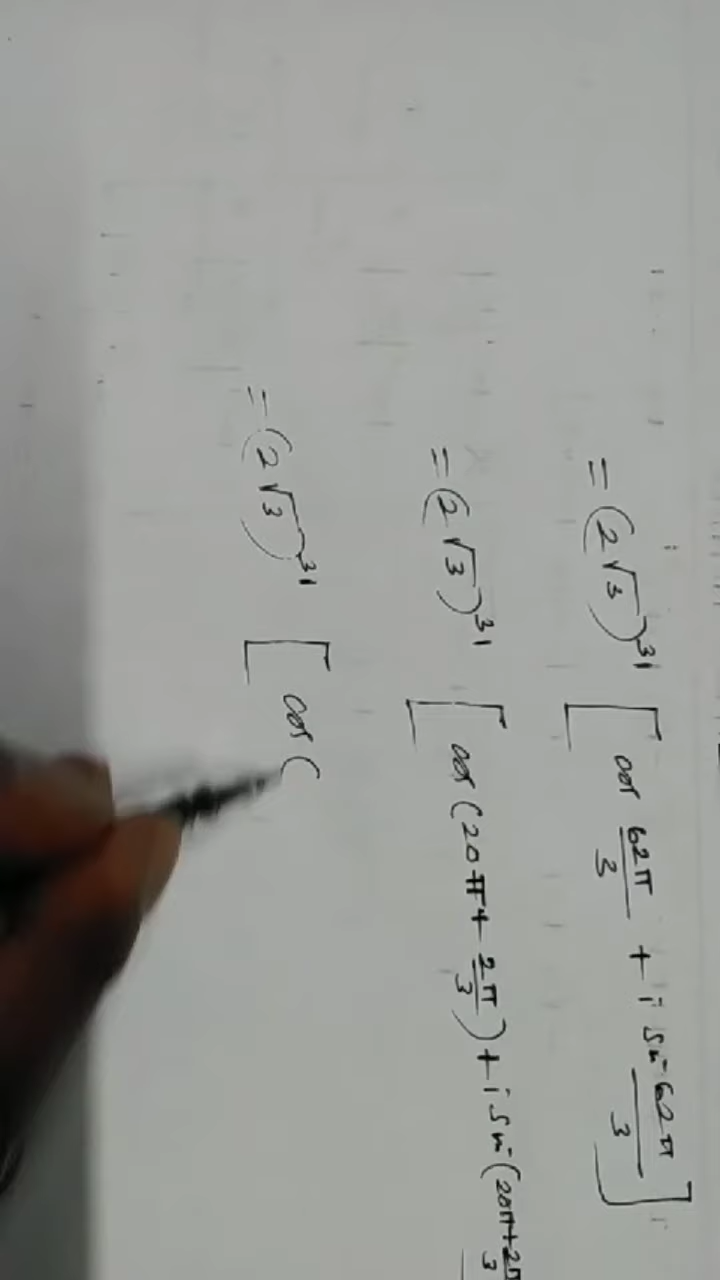 = (2√3)³¹ [cos 62π/3 + i sin 62π/3]
= (2√3)³¹ [cos (20π + 2π/3) + i sin (20π + 2π/3
= (2√3)³¹ [cos (